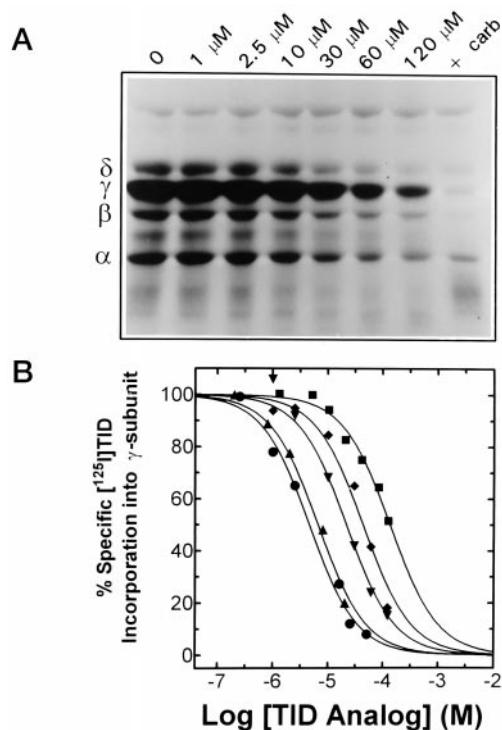 A
0 1 μM 2.5 μM 10 μM 30 μM 60 μM 120 μM + carb
δ
γ
β
α
B
% Specific [¹²⁵I]TID
Incorporation into γ-subunit
100
80
60
40
20
0
-7 -6 -5 -4 -3 -2
Log [TID Analog] (M)